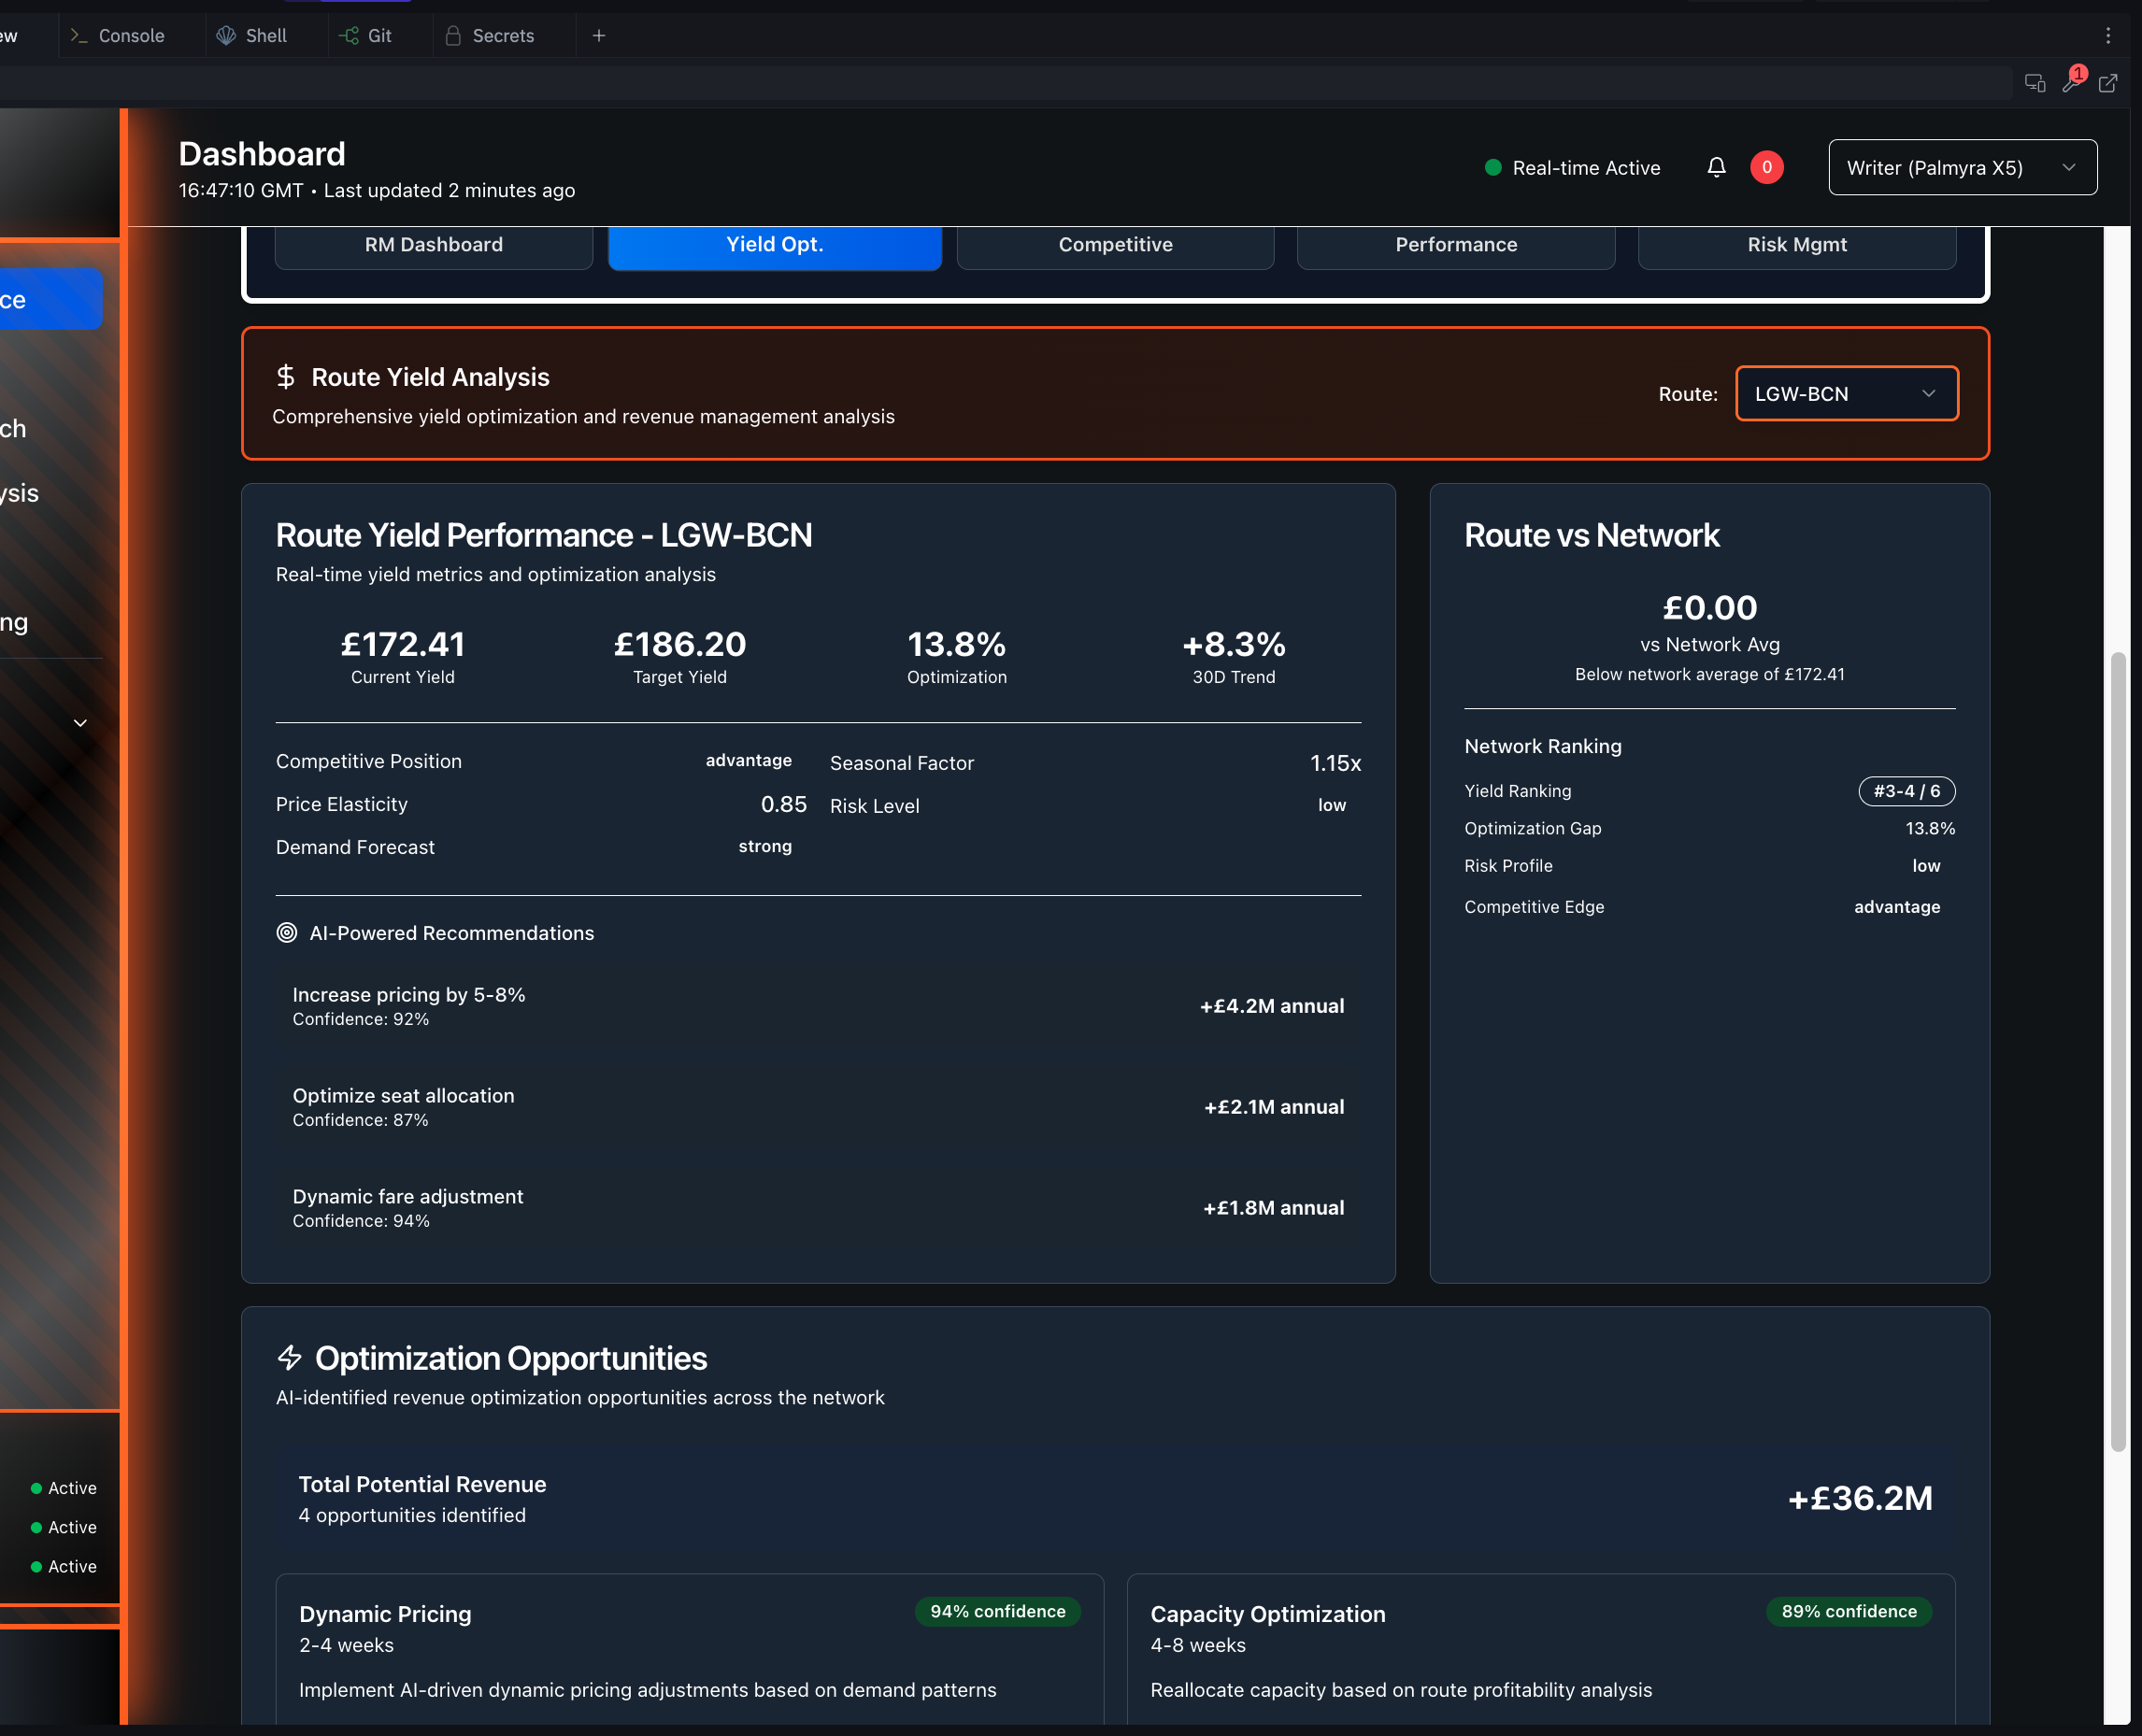 ew
Console
Shell
Git
Secrets
1
Dashboard
16:47:10 GMT • Last updated 2 minutes ago
Real-time Active
0
Writer (Palmyra X5)
RM Dashboard
Yield Opt.
Competitive
Performance
Risk Mgmt
ce
ch
ysis
ng
Route Yield Analysis
Comprehensive yield optimization and revenue management analysis
Route:
LGW-BCN
Route Yield Performance - LGW-BCN
Real-time yield metrics and optimization analysis
£172.41
Current Yield
£186.20
Target Yield
13.8%
Optimization
+8.3%
30D Trend
Competitive Position advantage
Seasonal Factor 1.15x
Price Elasticity 0.85
Risk Level low
Demand Forecast strong
AI-Powered Recommendations
Increase pricing by 5-8%
Confidence: 92%
+£4.2M annual
Optimize seat allocation
Confidence: 87%
+£2.1M annual
Dynamic fare adjustment
Confidence: 94%
+£1.8M annual
Route vs Network
£0.00
vs Network Avg
Below network average of £172.41
Network Ranking
Yield Ranking #3-4 / 6
Optimization Gap 13.8%
Risk Profile low
Competitive Edge advantage
Optimization Opportunities
AI-identified revenue optimization opportunities across the network
Total Potential Revenue
4 opportunities identified
+£36.2M
Dynamic Pricing
94% confidence
2-4 weeks
Implement AI-driven dynamic pricing adjustments based on demand patterns
Capacity Optimization
89% confidence
4-8 weeks
Reallocate capacity based on route profitability analysis
Active
Active
Active